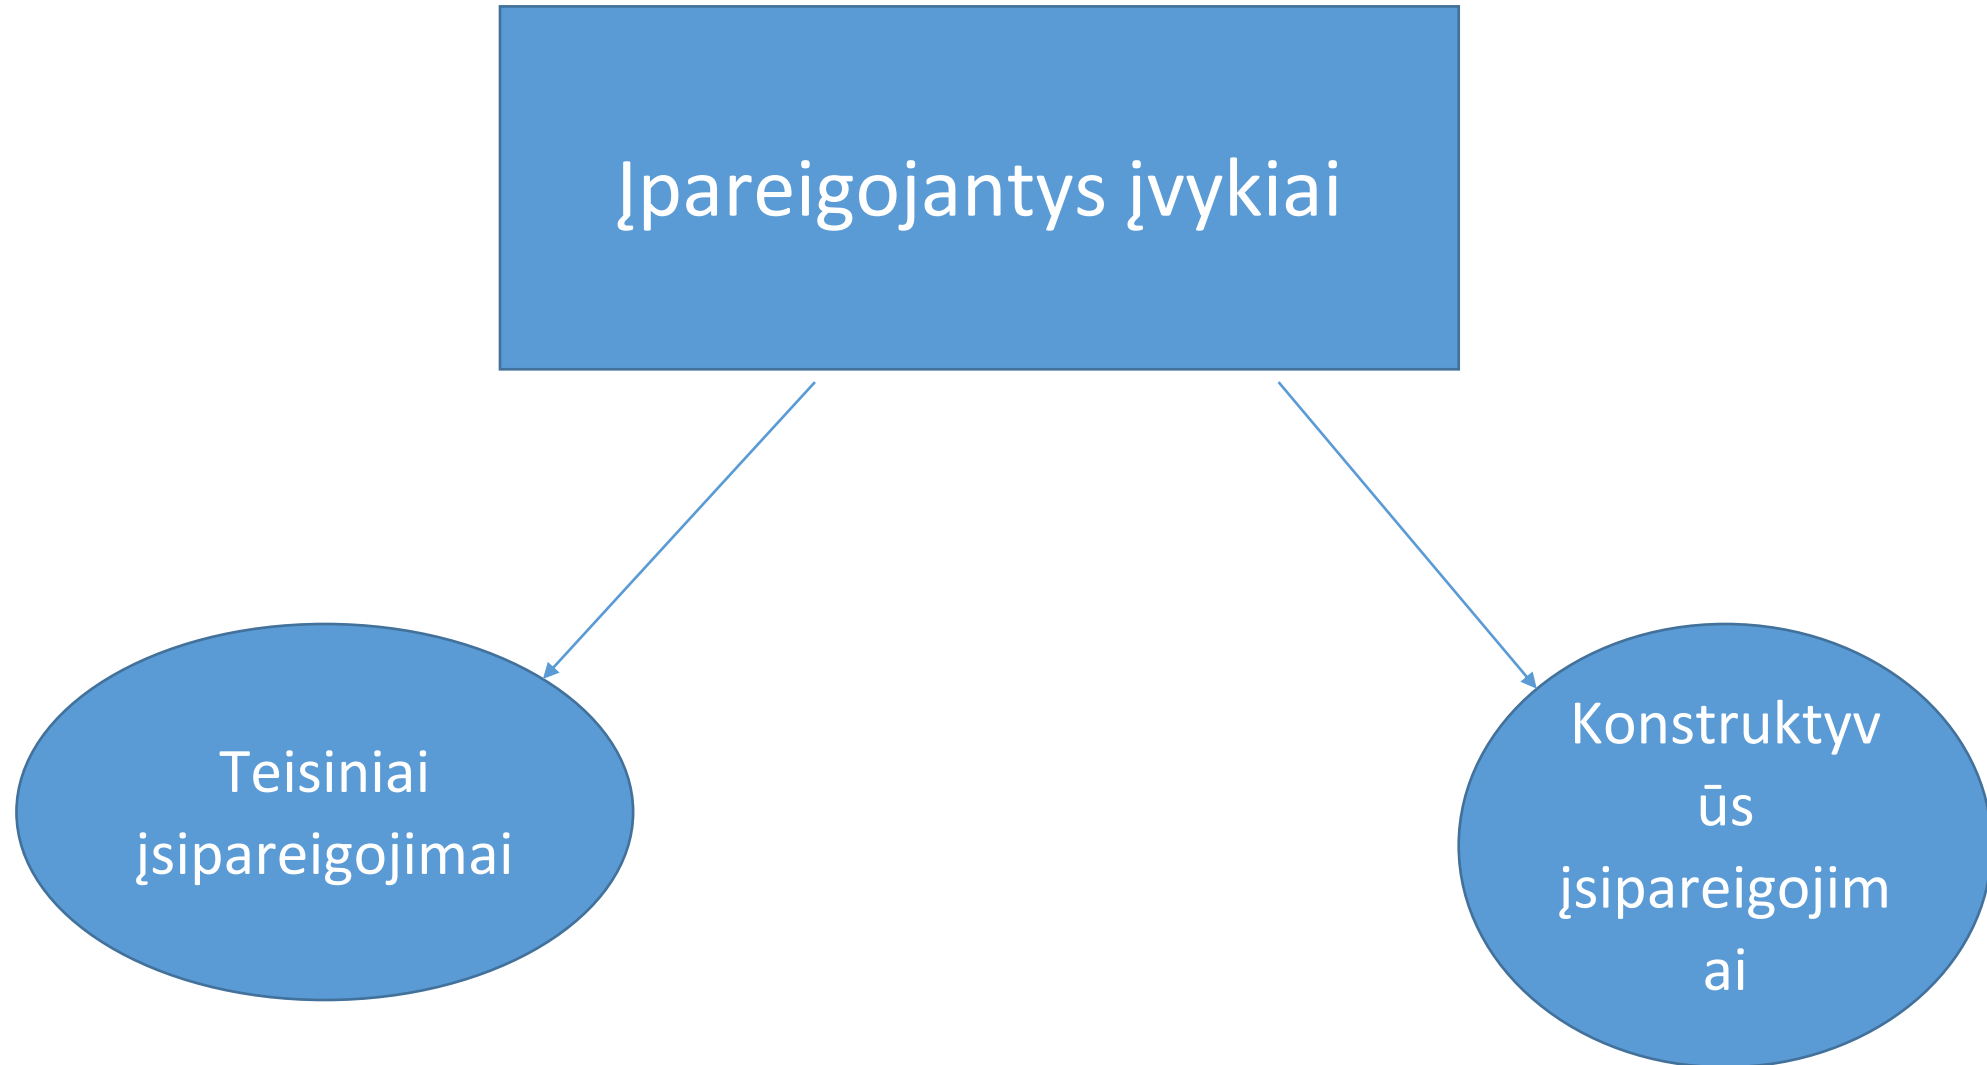 Įpareigojantys įvykiai
Teisiniai
įsipareigojimai
Konstruktyv
ūs
įsipareigojim
ai